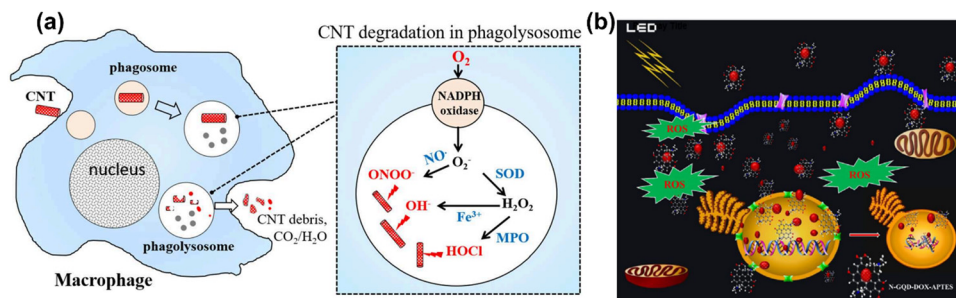 (a)
CNT
phagosome
nucleus
phagolysosome
CNT debris,
CO₂/H₂O
Macrophage
CNT degradation in phagolysosome
O₂
NADPH
oxidase
NO·
O₂⁻
ONOO⁻
SOD
OH·
H₂O₂
Fe³⁺
MPO
HOCl
(b)
LED
ROS
ROS
ROS
N-GQD-DOX-APTES